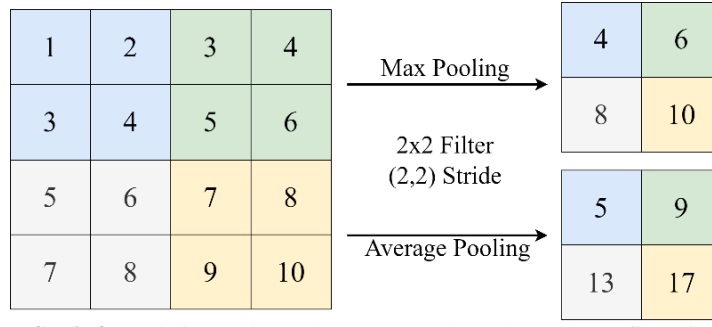 1 2 3 4
3 4 5 6
5 6 7 8
7 8 9 10
Max Pooling
2x2 Filter
(2,2) Stride
Average Pooling
4 6
8 10
5 9
13 17